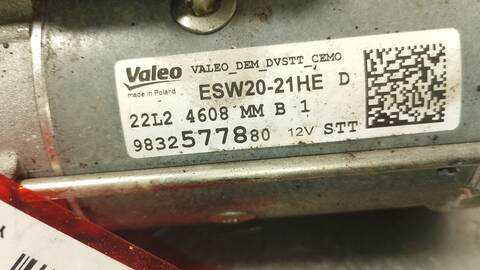 Valeo VALEO_DEM_DVSTT_CEMO
made in Poland ESW20-21HE D
22L2 4608 MM B 1
9832577880 12V STT